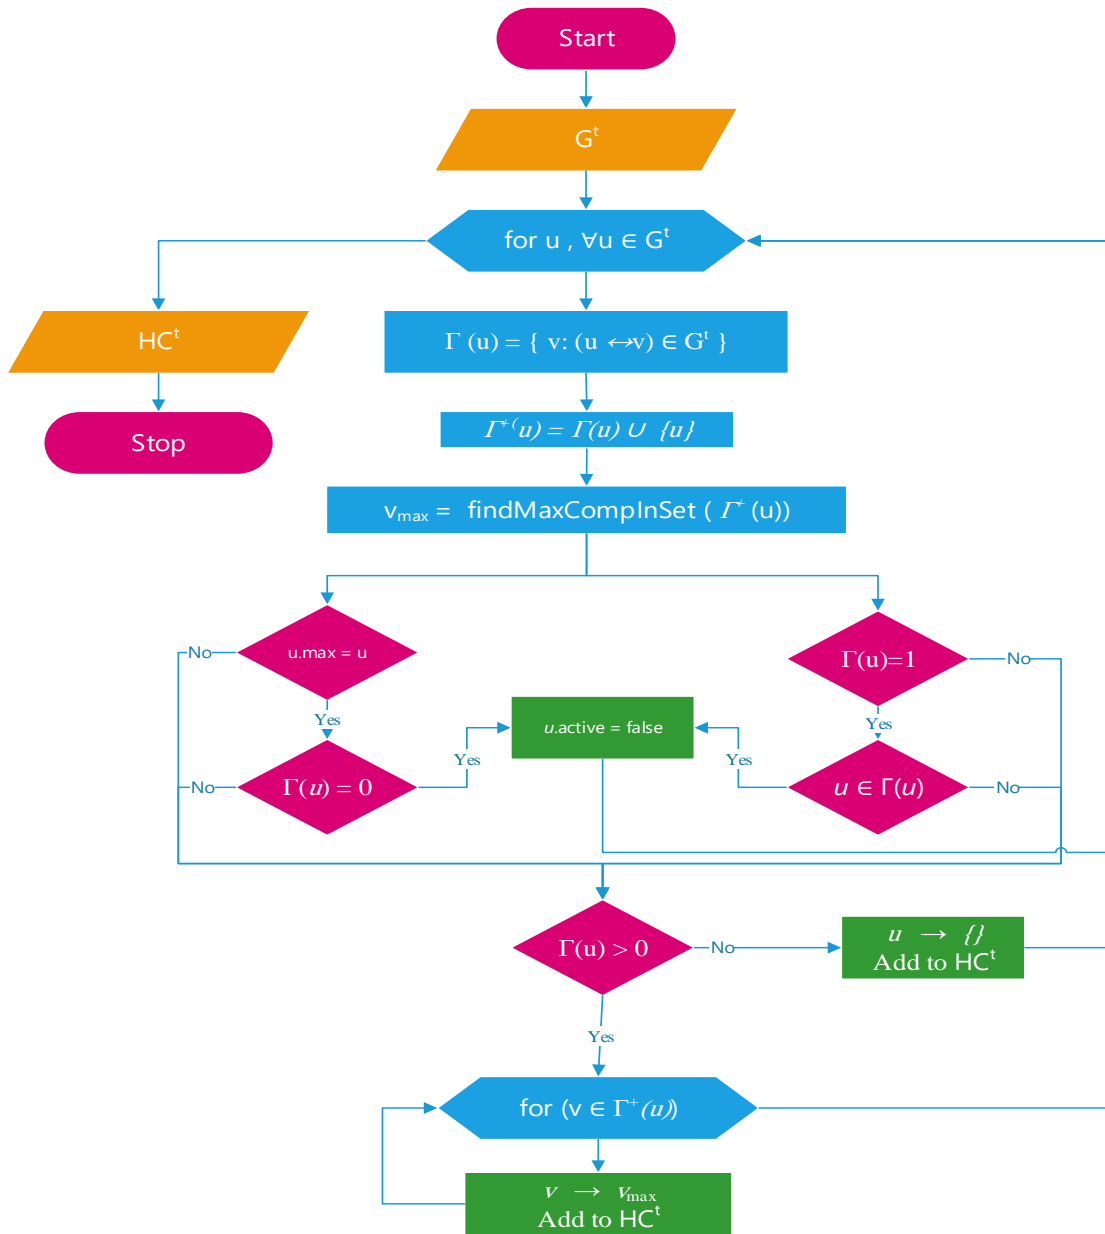 Start
Gᵗ
for u , ∀u ∈ Gᵗ
HCᵗ
Γ (u) = { v: (u ↔v) ∈ Gᵗ }
Stop
Γ⁺(u) = Γ(u) ∪ {u}
vₘₐₓ = findMaxCompInSet ( Γ⁺ (u))
No
u.max = u
Γ(u)=1
No
Yes
Yes
u.active = false
Yes
Yes
No
Γ(u) = 0
u ∈ Γ(u)
No
Γ(u) > 0
No
u → {}
Add to HCᵗ
Yes
for (v ∈ Γ⁺(u))
v → vₘₐₓ
Add to HCᵗ